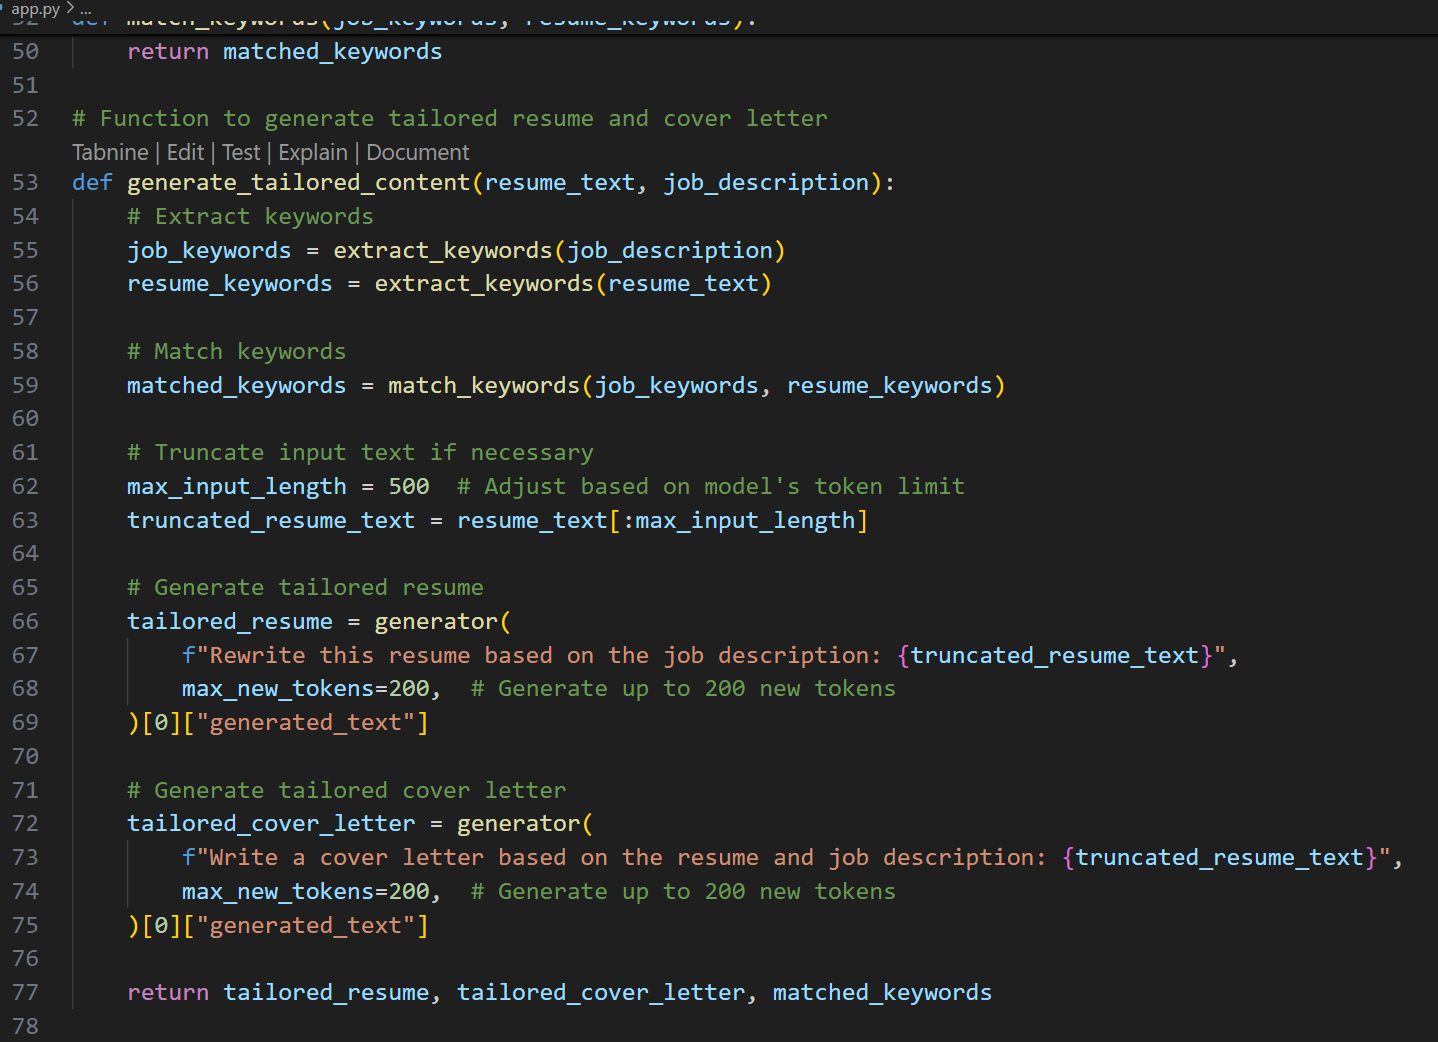 app.py > ...
32 def match_keywords(job_keywords, resume_keywords):
50     return matched_keywords
51
52 # Function to generate tailored resume and cover letter
Tabnine | Edit | Test | Explain | Document
53 def generate_tailored_content(resume_text, job_description):
54     # Extract keywords
55     job_keywords = extract_keywords(job_description)
56     resume_keywords = extract_keywords(resume_text)
57
58     # Match keywords
59     matched_keywords = match_keywords(job_keywords, resume_keywords)
60
61     # Truncate input text if necessary
62     max_input_length = 500  # Adjust based on model's token limit
63     truncated_resume_text = resume_text[:max_input_length]
64
65     # Generate tailored resume
66     tailored_resume = generator(
67         f"Rewrite this resume based on the job description: {truncated_resume_text}",
68         max_new_tokens=200,  # Generate up to 200 new tokens
69     )[0]["generated_text"]
70
71     # Generate tailored cover letter
72     tailored_cover_letter = generator(
73         f"Write a cover letter based on the resume and job description: {truncated_resume_text}",
74         max_new_tokens=200,  # Generate up to 200 new tokens
75     )[0]["generated_text"]
76
77     return tailored_resume, tailored_cover_letter, matched_keywords
78